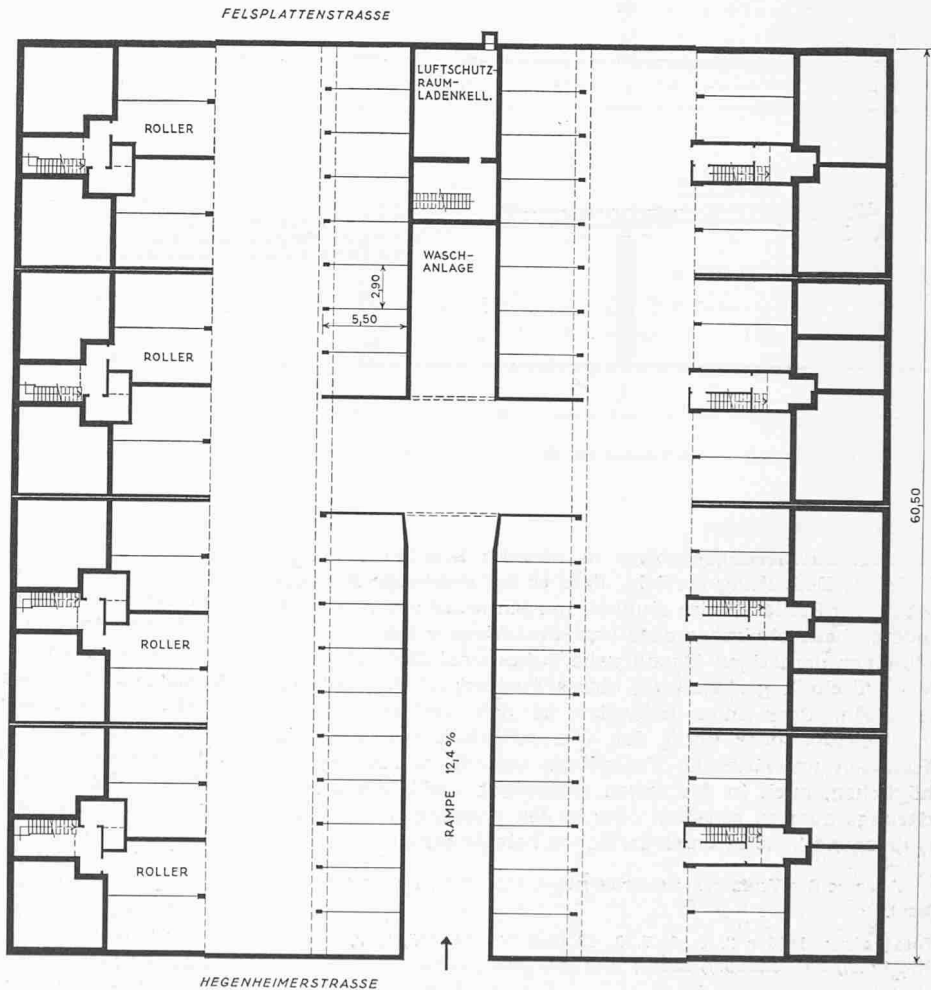 FELSPLATTENSTRASSE
LUFTSCHUTZ-
RAUM-
LADENKELL.
ROLLER
WASCH-
ANLAGE
2,90
5,50
ROLLER
60,50
ROLLER
RAMPE 12,4 %
ROLLER
HEGENHEIMERSTRASSE